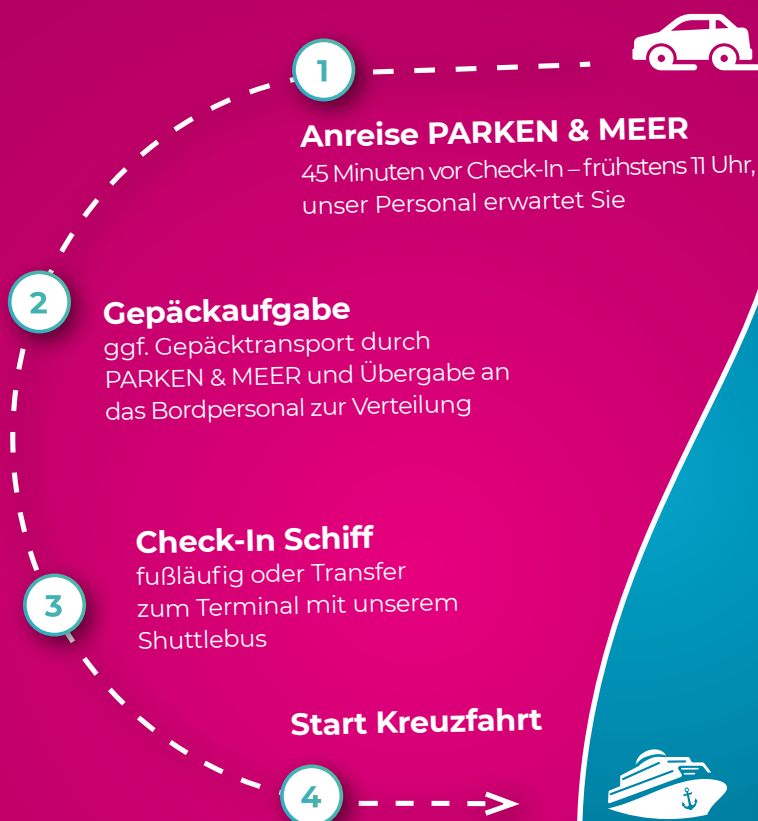 1
Anreise PARKEN & MEER
45 Minuten vor Check-In – frühstens 11 Uhr,
unser Personal erwartet Sie
2
Gepäckaufgabe
ggf. Gepäcktransport durch
PARKEN & MEER und Übergabe an
das Bordpersonal zur Verteilung
3
Check-In Schiff
fußläufig oder Transfer
zum Terminal mit unserem
Shuttlebus
Start Kreuzfahrt
4